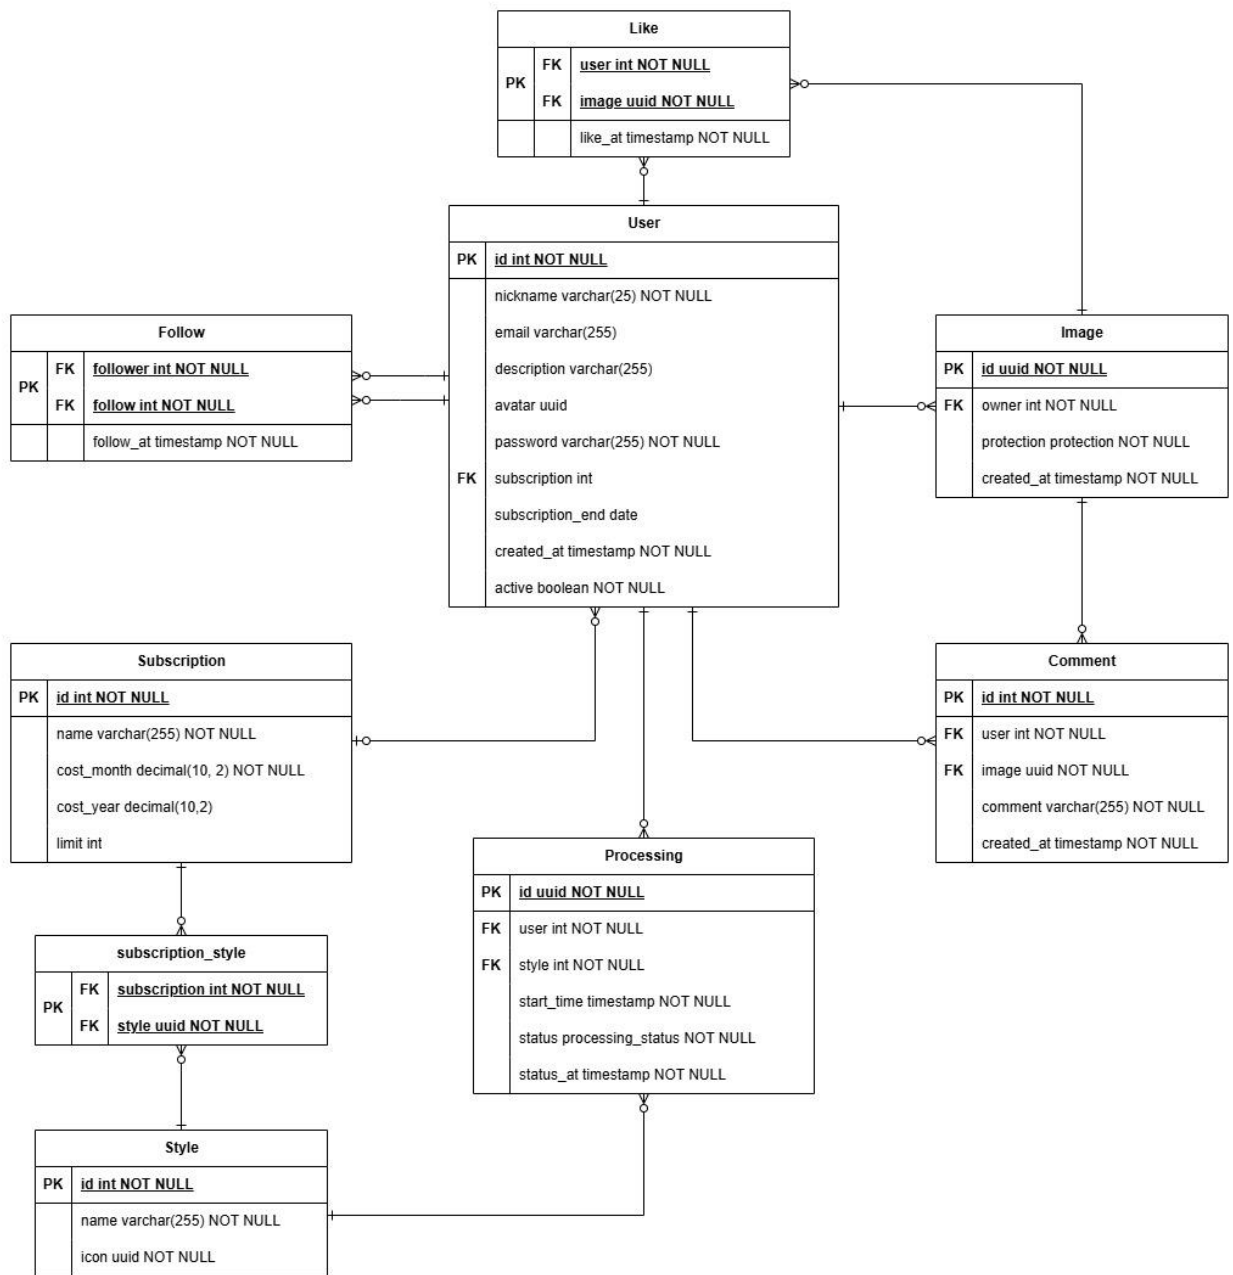 Like
PK
FK user int NOT NULL
FK image uuid NOT NULL
like_at timestamp NOT NULL
User
PK id int NOT NULL
nickname varchar(25) NOT NULL
email varchar(255)
description varchar(255)
avatar uuid
password varchar(255) NOT NULL
FK subscription int
subscription_end date
created_at timestamp NOT NULL
active boolean NOT NULL
Follow
PK
FK follower int NOT NULL
FK follow int NOT NULL
follow_at timestamp NOT NULL
Image
PK id uuid NOT NULL
FK owner int NOT NULL
protection protection NOT NULL
created_at timestamp NOT NULL
Subscription
PK id int NOT NULL
name varchar(255) NOT NULL
cost_month decimal(10, 2) NOT NULL
cost_year decimal(10,2)
limit int
Comment
PK id int NOT NULL
FK user int NOT NULL
FK image uuid NOT NULL
comment varchar(255) NOT NULL
created_at timestamp NOT NULL
Processing
PK id uuid NOT NULL
FK user int NOT NULL
FK style int NOT NULL
start_time timestamp NOT NULL
status processing_status NOT NULL
status_at timestamp NOT NULL
subscription_style
PK
FK subscription int NOT NULL
FK style uuid NOT NULL
Style
PK id int NOT NULL
name varchar(255) NOT NULL
icon uuid NOT NULL